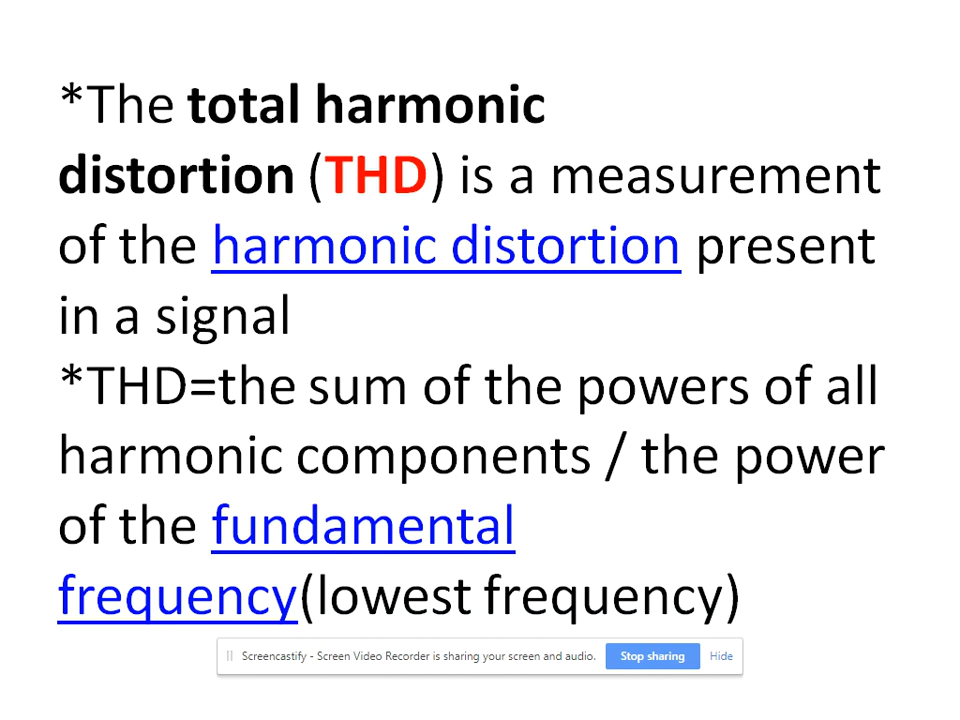 *The total harmonic
distortion (THD) is a measurement
of the harmonic distortion present
in a signal
*THD=the sum of the powers of all
harmonic components / the power
of the fundamental
frequency(lowest frequency)
Screencastify - Screen Video Recorder is sharing your screen and audio. Stop sharing Hide